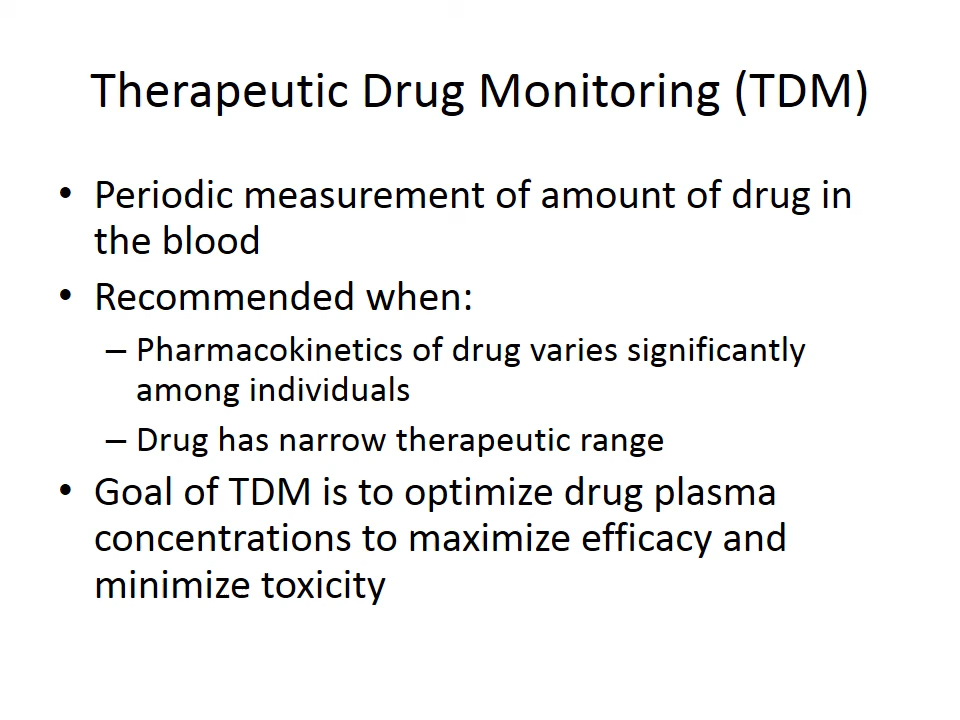 Therapeutic Drug Monitoring (TDM)
• Periodic measurement of amount of drug in
the blood
• Recommended when:
– Pharmacokinetics of drug varies significantly
among individuals
– Drug has narrow therapeutic range
• Goal of TDM is to optimize drug plasma
concentrations to maximize efficacy and
minimize toxicity